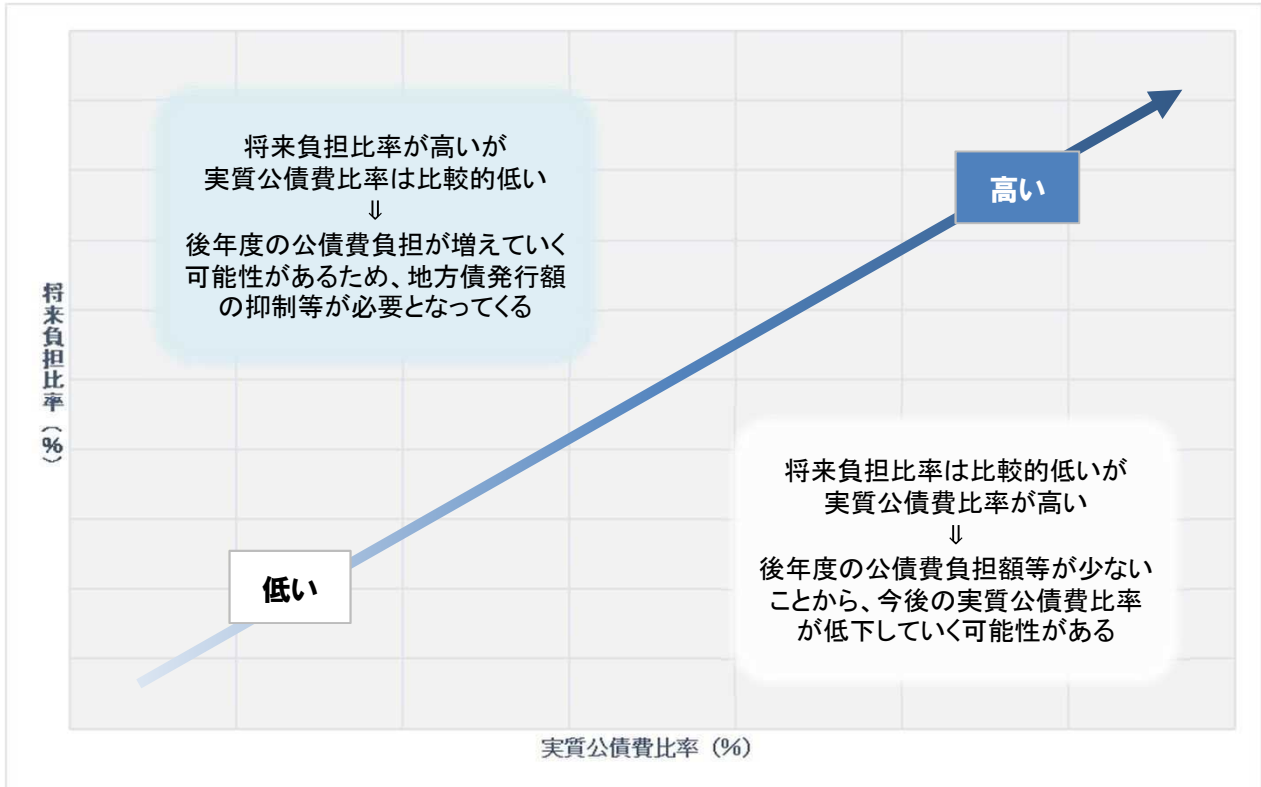 将来負担比率が高いが
実質公債費比率は比較的低い
⇓
後年度の公債費負担が増えていく
可能性があるため、地方債発行額
の抑制等が必要となってくる
高い
将来負担比率（％）
将来負担比率は比較的低いが
実質公債費比率が高い
⇓
後年度の公債費負担額等が少ない
ことから、今後の実質公債費比率
が低下していく可能性がある
低い
実質公債費比率（％）